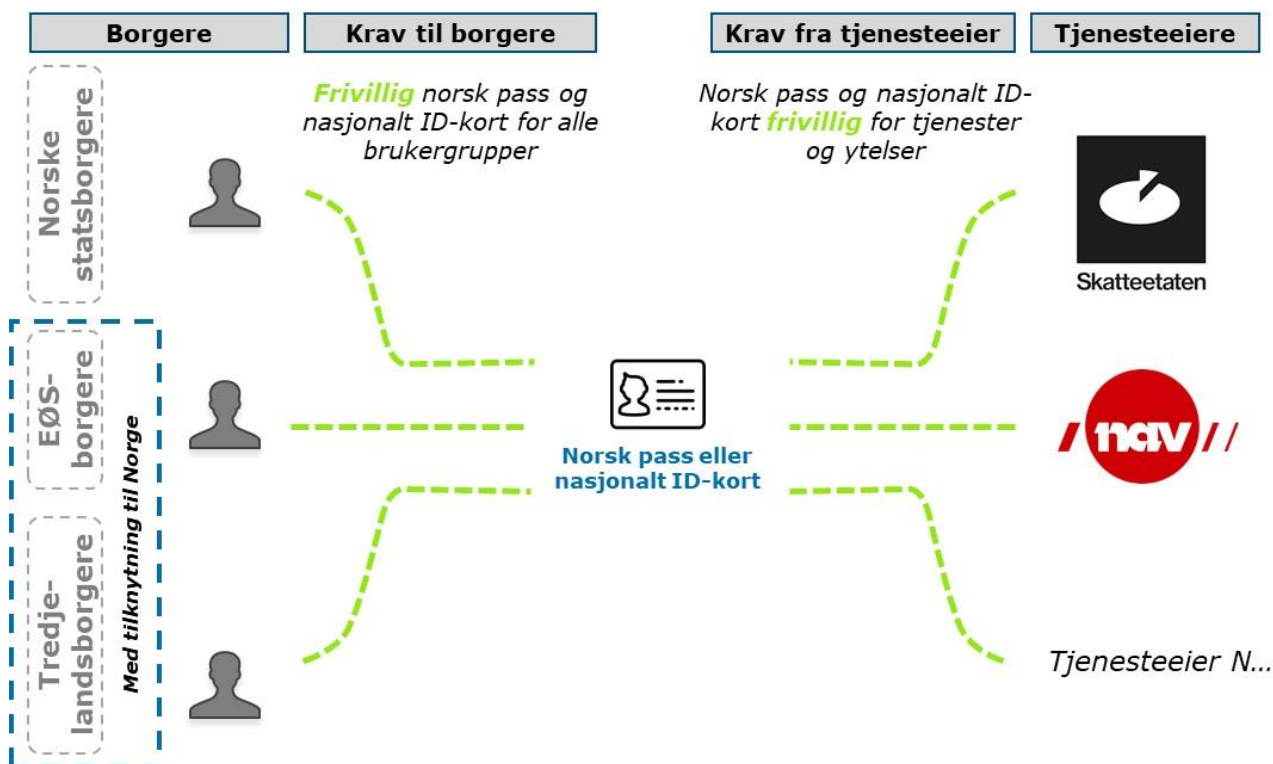 Borgere
Krav til borgere
Krav fra tjenesteeier
Tjenesteeiere
Norske
statsborgere
Frivillig norsk pass og
nasjonalt ID-kort for alle
brukergrupper
Norsk pass og nasjonalt ID-
kort frivillig for tjenester
og ytelser
Skatteetaten
EØS-
borgere
Med tilknytning til Norge
Norsk pass eller
nasjonalt ID-kort
nav
Tredje-
landsborgere
Tjenesteeier N...